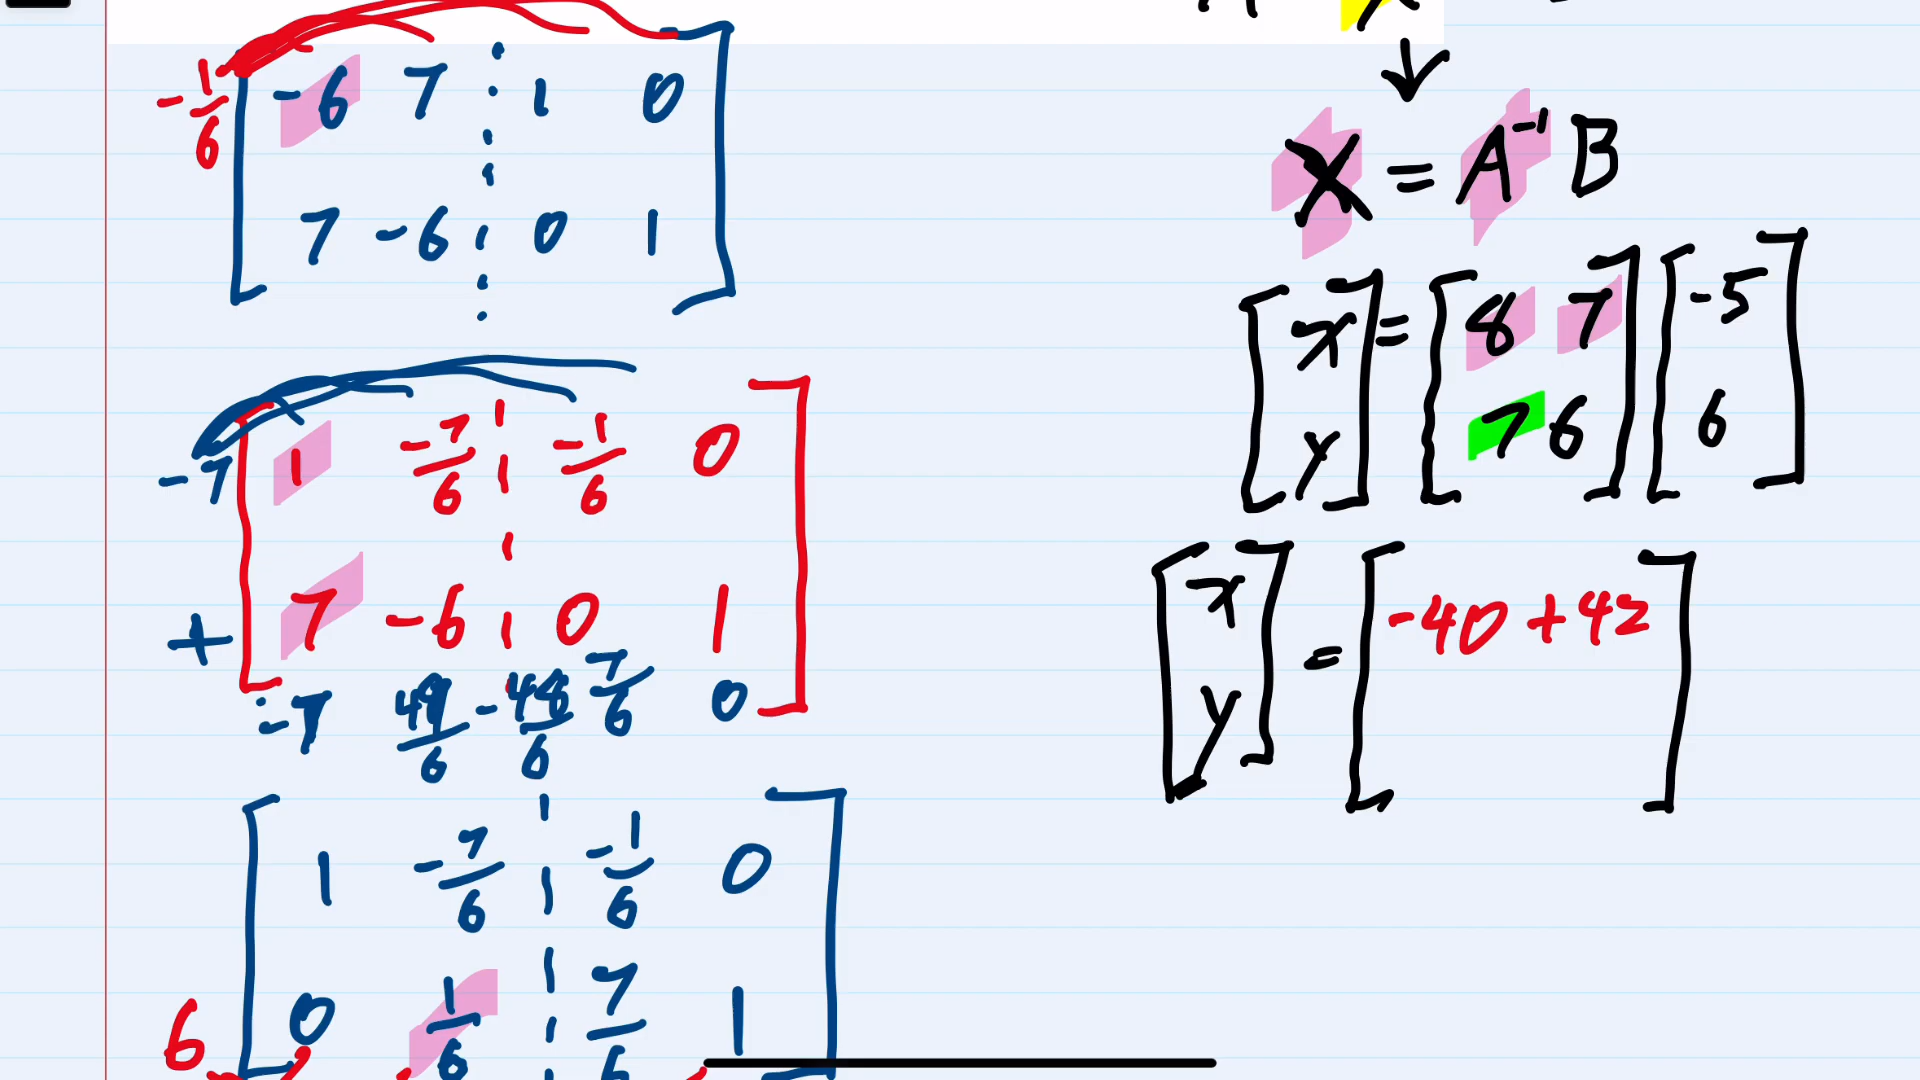 -1/6 [ -6 7 ⋮ 1 0 ]
[ 7 -6 ⋮ 0 1 ]
-7 [ 1 -7/6 ¦ -1/6 0 ]
+ [ 7 -6 ¦ 0 1 ]
-7 49/6 -48/6 7/6 0
[ 1 -7/6 ¦ -1/6 0 ]
6 [ 0 1/6 ¦ 7/6 1 ]
X = A⁻¹ B
[ x ] = [ 8 7 ] [ -5 ]
[ y ] [ 7 6 ] [ 6 ]
[ x ] = [ -40 + 42 ]
[ y ]